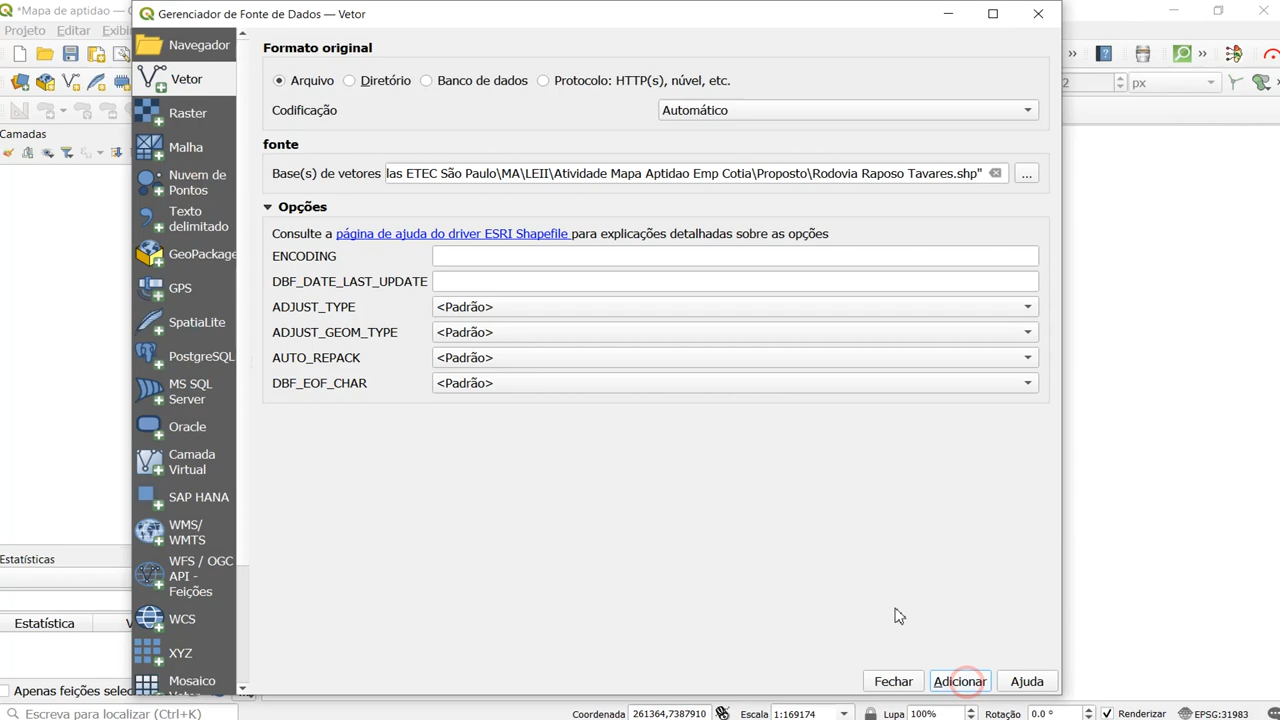 *Mapa de aptidao — Q
Gerenciador de Fonte de Dados — Vetor
Projeto Editar Exibi
Navegador
Vetor
Raster
Malha
Nuvem de
Pontos
Texto
delimitado
GeoPackage
GPS
SpatiaLite
PostgreSQL
MS SQL
Server
Oracle
Camada
Virtual
SAP HANA
WMS/
WMTS
WFS / OGC
API -
Feições
WCS
XYZ
Mosaico
Formato original
Arquivo Diretório Banco de dados Protocolo: HTTP(s), núvel, etc.
Codificação Automático
fonte
Base(s) de vetores las ETEC São Paulo\MA\LEII\Atividade Mapa Aptidao Emp Cotia\Proposto\Rodovia Raposo Tavares.shp" ...
Opções
Consulte a página de ajuda do driver ESRI Shapefile para explicações detalhadas sobre as opções
ENCODING
DBF_DATE_LAST_UPDATE
ADJUST_TYPE <Padrão>
ADJUST_GEOM_TYPE <Padrão>
AUTO_REPACK <Padrão>
DBF_EOF_CHAR <Padrão>
Fechar Adicionar Ajuda
px
Camadas
Estatísticas
Estatística V
Apenas feições selec
Escreva para localizar (Ctrl+K)
Coordenada 261364,7387910 Escala 1:169174 Lupa 100% Rotação 0.0 ° Renderizar EPSG:31983